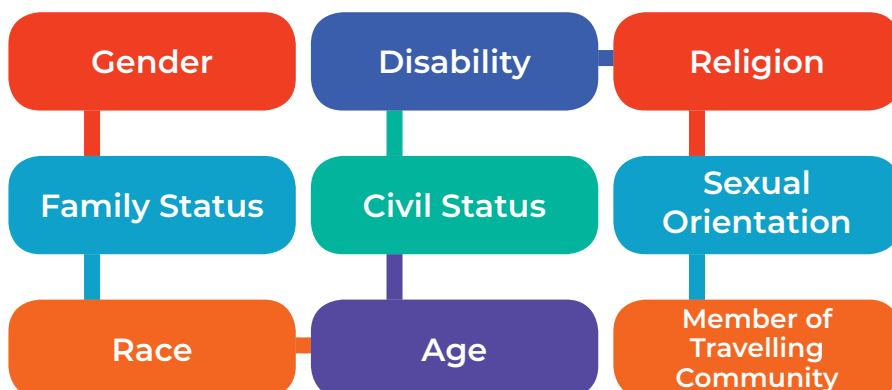 Gender
Disability
Religion
Family Status
Civil Status
Sexual
Orientation
Race
Age
Member of
Travelling
Community